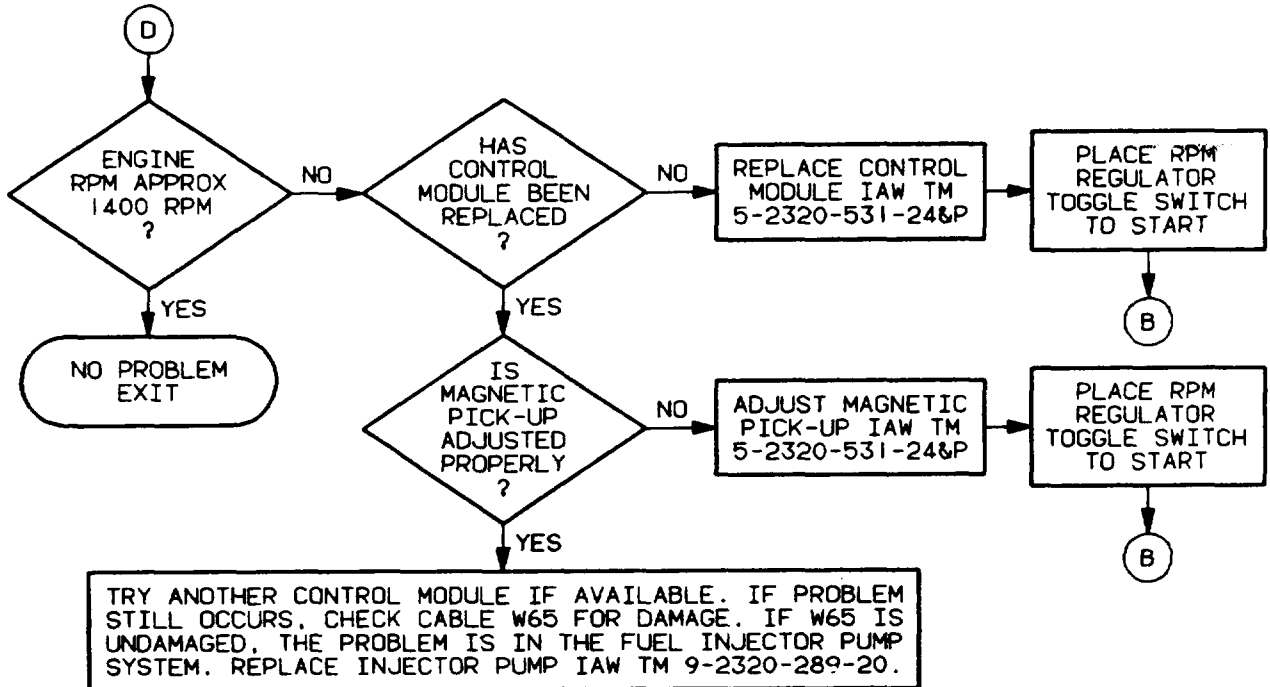 D
ENGINE
RPM APPROX
1400 RPM
?
NO
YES
NO PROBLEM
EXIT
HAS
CONTROL
MODULE BEEN
REPLACED
?
NO
YES
REPLACE CONTROL
MODULE IAW TM
5-2320-531-24&P
PLACE RPM
REGULATOR
TOGGLE SWITCH
TO START
B
IS
MAGNETIC
PICK-UP
ADJUSTED
PROPERLY
?
NO
YES
ADJUST MAGNETIC
PICK-UP IAW TM
5-2320-531-24&P
PLACE RPM
REGULATOR
TOGGLE SWITCH
TO START
B
TRY ANOTHER CONTROL MODULE IF AVAILABLE. IF PROBLEM
STILL OCCURS, CHECK CABLE W65 FOR DAMAGE. IF W65 IS
UNDAMAGED, THE PROBLEM IS IN THE FUEL INJECTOR PUMP
SYSTEM. REPLACE INJECTOR PUMP IAW TM 9-2320-289-20.